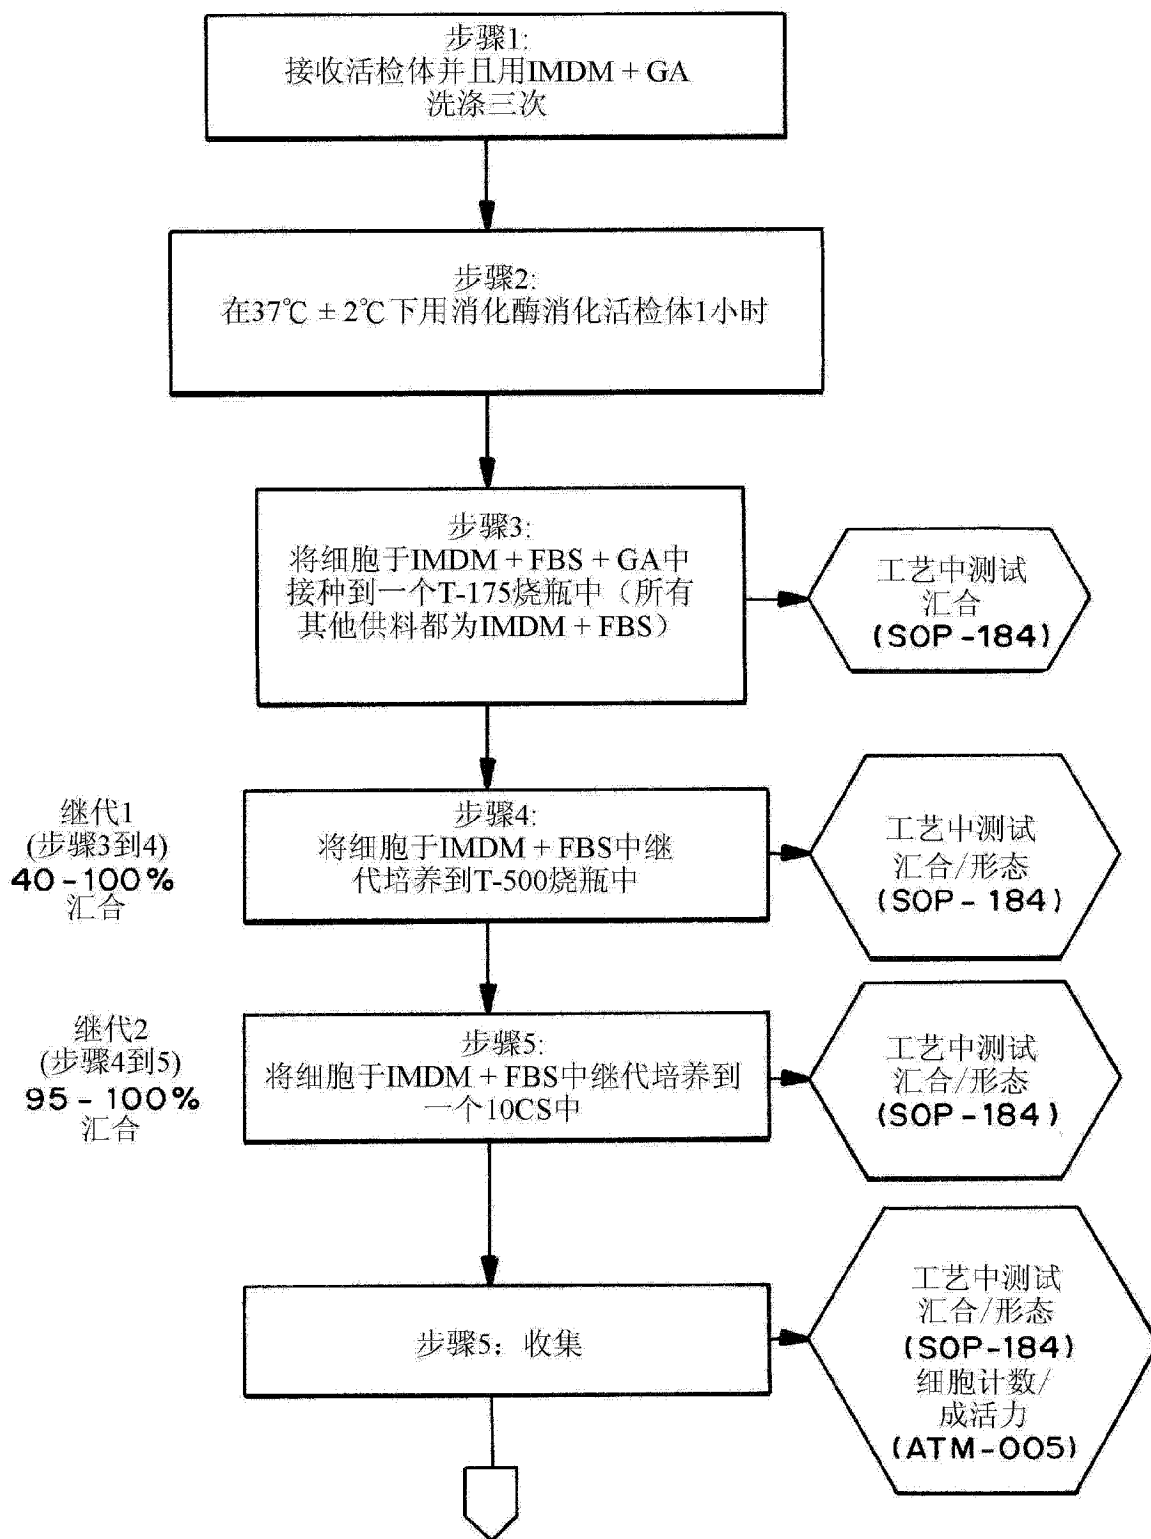 步骤1:
接收活检体并且用IMDM + GA
洗涤三次
步骤2:
在37℃ ± 2℃下用消化酶消化活检体1小时
步骤3:
将细胞于IMDM + FBS + GA中
接种到一个T-175烧瓶中（所有
其他供料都为IMDM + FBS）
工艺中测试
汇合
(SOP-184)
继代1
(步骤3到4)
40-100%
汇合
步骤4:
将细胞于IMDM + FBS中继
代培养到T-500烧瓶中
工艺中测试
汇合/形态
(SOP - 184)
继代2
(步骤4到5)
95 - 100%
汇合
步骤5:
将细胞于IMDM + FBS中继代培养到
一个10CS中
工艺中测试
汇合/形态
(SOP-184)
步骤5：收集
工艺中测试
汇合/形态
(SOP-184)
细胞计数/
成活力
(ATM-005)